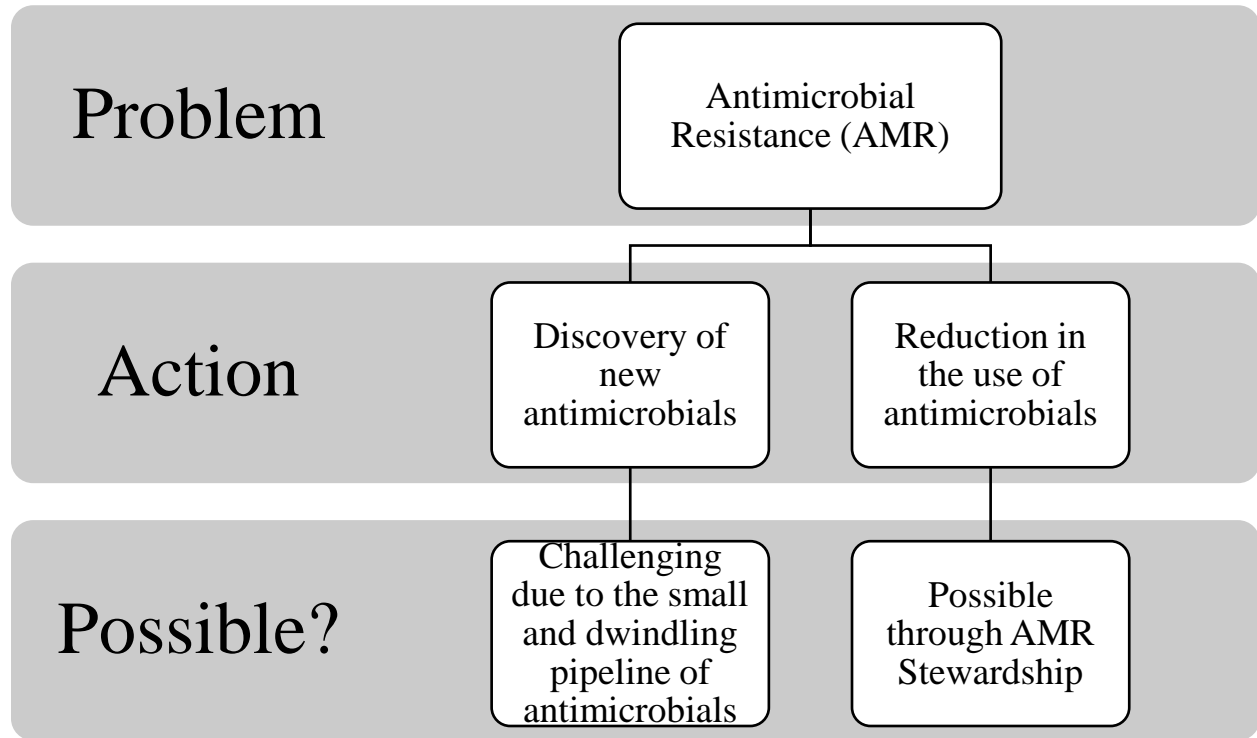 Problem
Antimicrobial
Resistance (AMR)
Action
Discovery of
new
antimicrobials
Reduction in
the use of
antimicrobials
Possible?
Challenging
due to the small
and dwindling
pipeline of
antimicrobials
Possible
through AMR
Stewardship